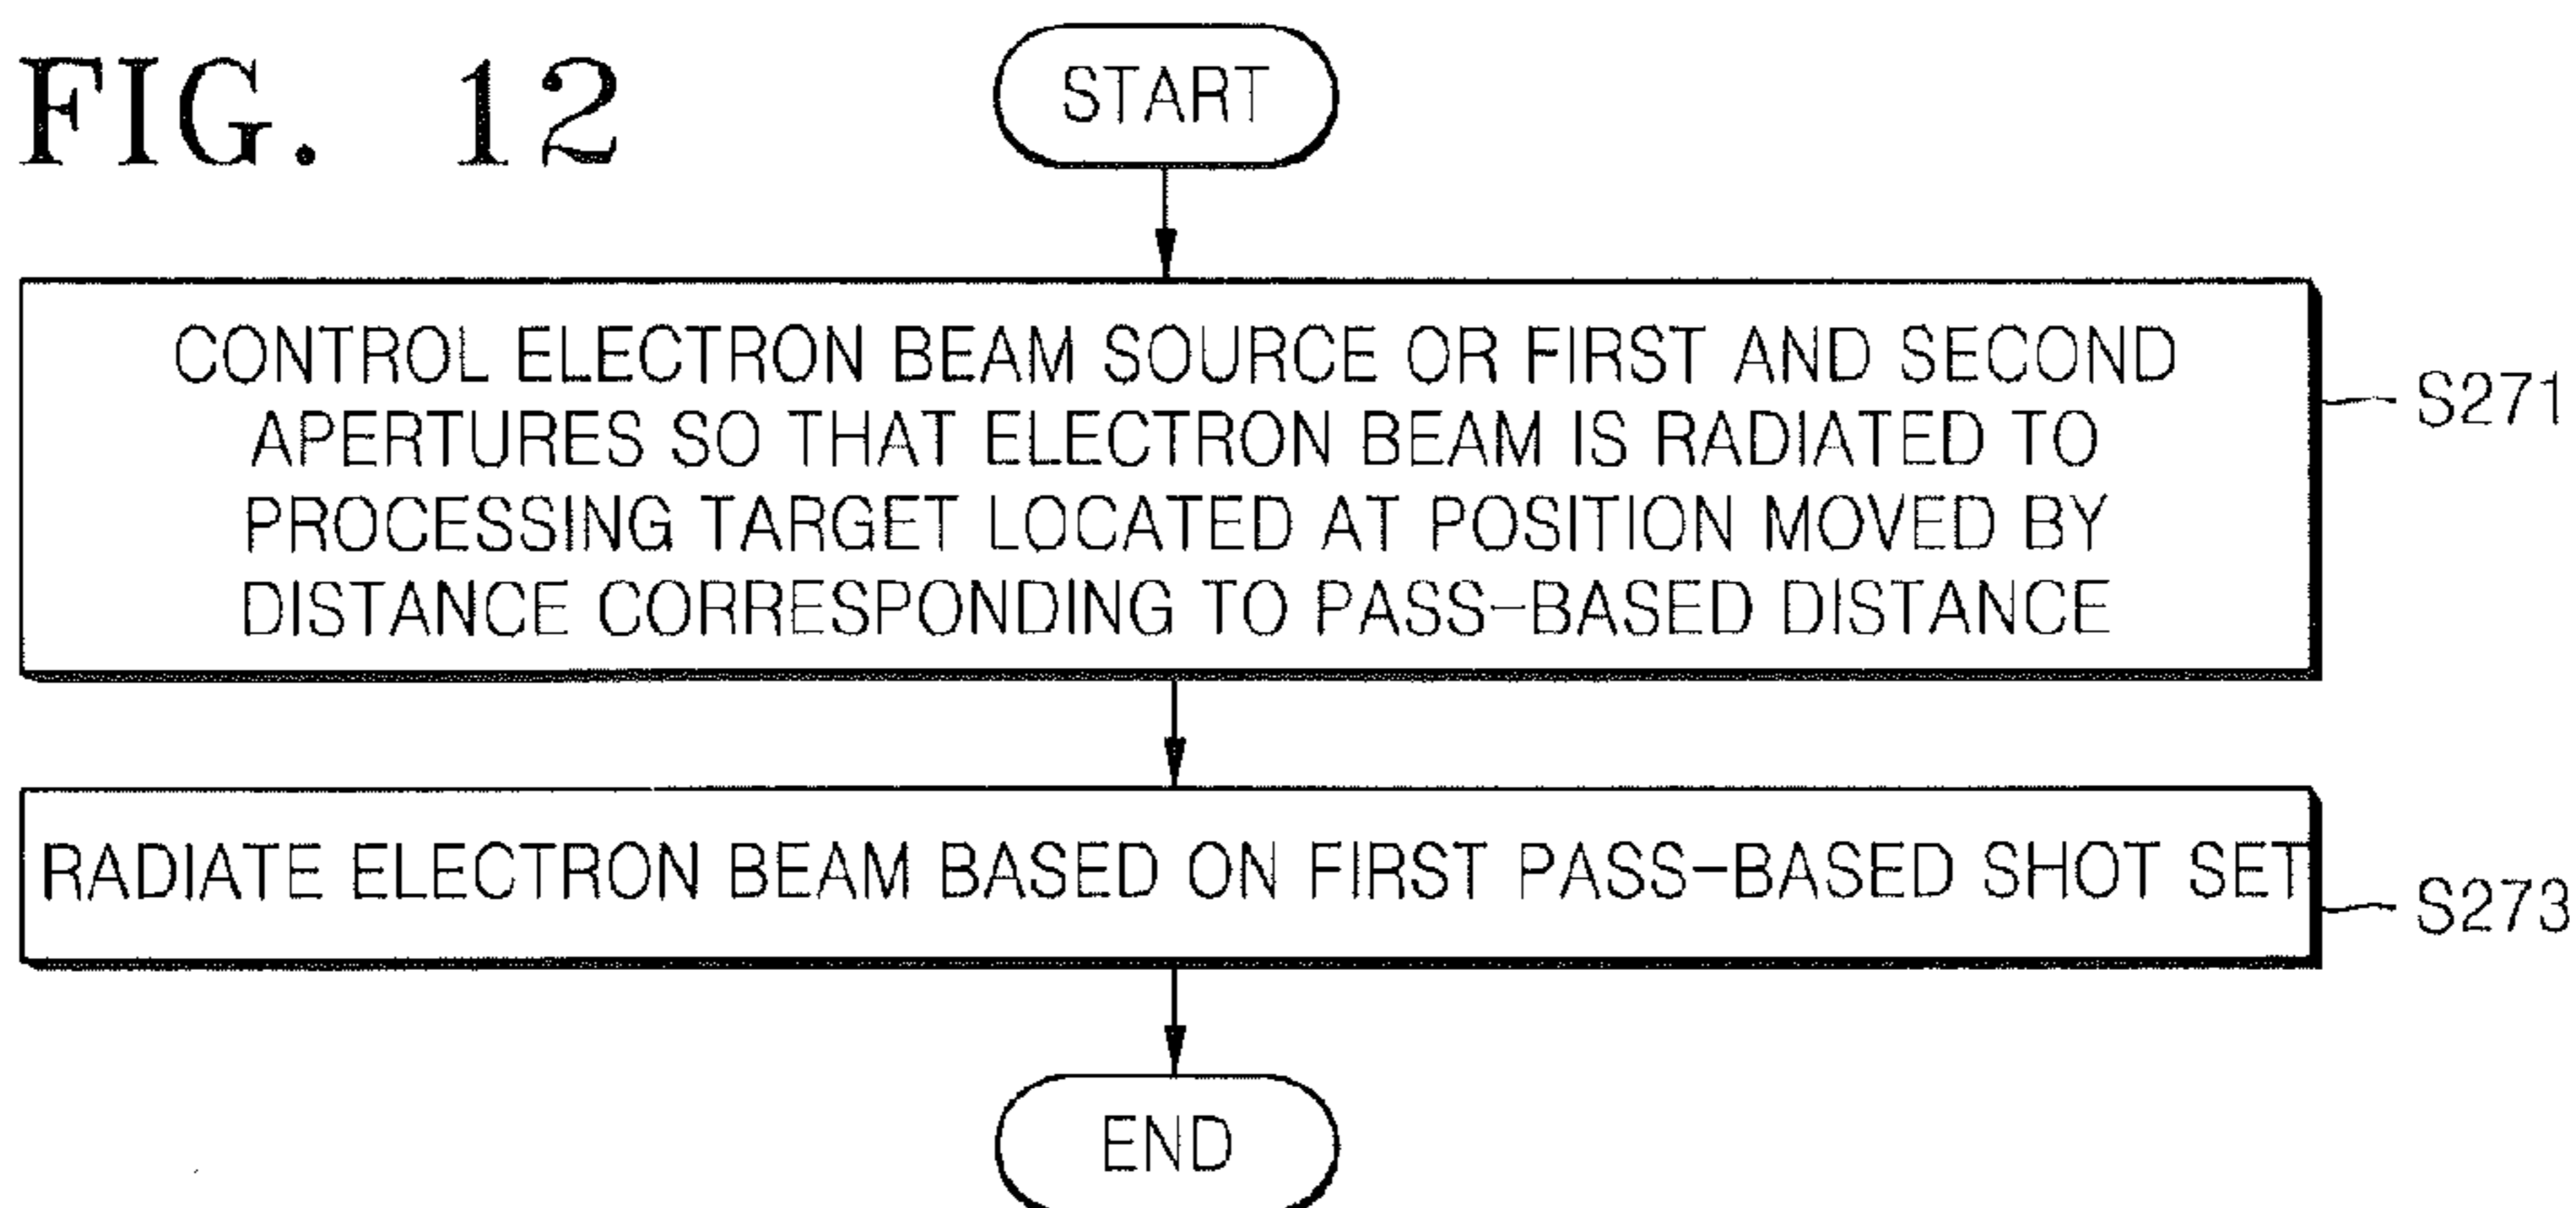 FIG. 12
START
CONTROL ELECTRON BEAM SOURCE OR FIRST AND SECOND
APERTURES SO THAT ELECTRON BEAM IS RADIATED TO
PROCESSING TARGET LOCATED AT POSITION MOVED BY
DISTANCE CORRESPONDING TO PASS-BASED DISTANCE
S271
RADIATE ELECTRON BEAM BASED ON FIRST PASS-BASED SHOT SET
S273
END